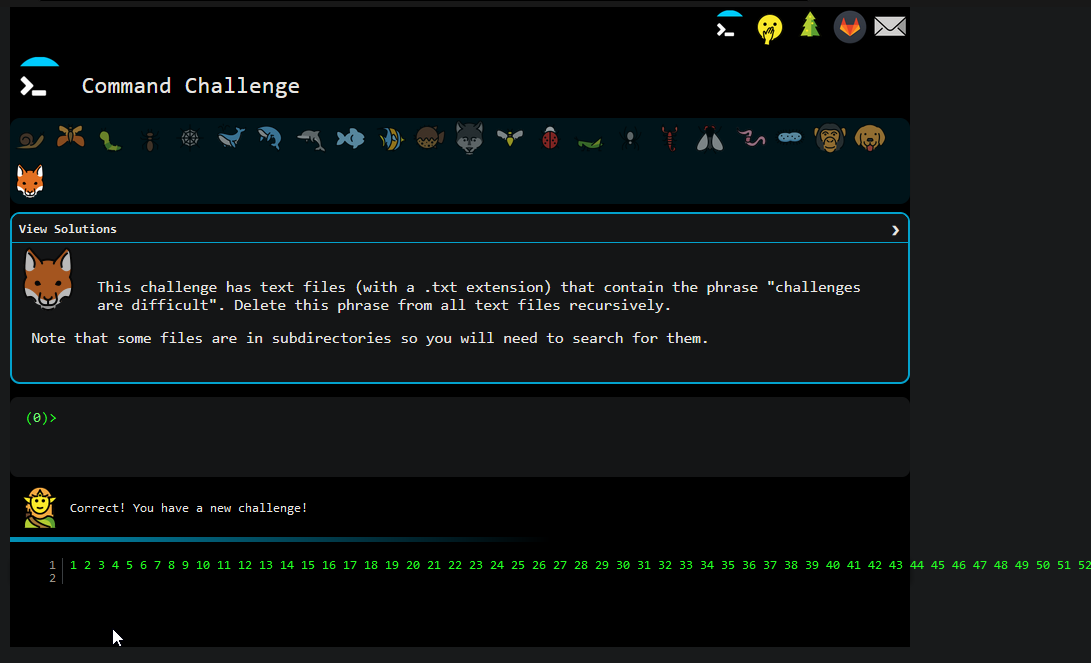 Command Challenge
View Solutions
This challenge has text files (with a .txt extension) that contain the phrase "challenges
are difficult". Delete this phrase from all text files recursively.
Note that some files are in subdirectories so you will need to search for them.
(0)>
Correct! You have a new challenge!
1 1 2 3 4 5 6 7 8 9 10 11 12 13 14 15 16 17 18 19 20 21 22 23 24 25 26 27 28 29 30 31 32 33 34 35 36 37 38 39 40 41 42 43 44 45 46 47 48 49 50 51 52
2